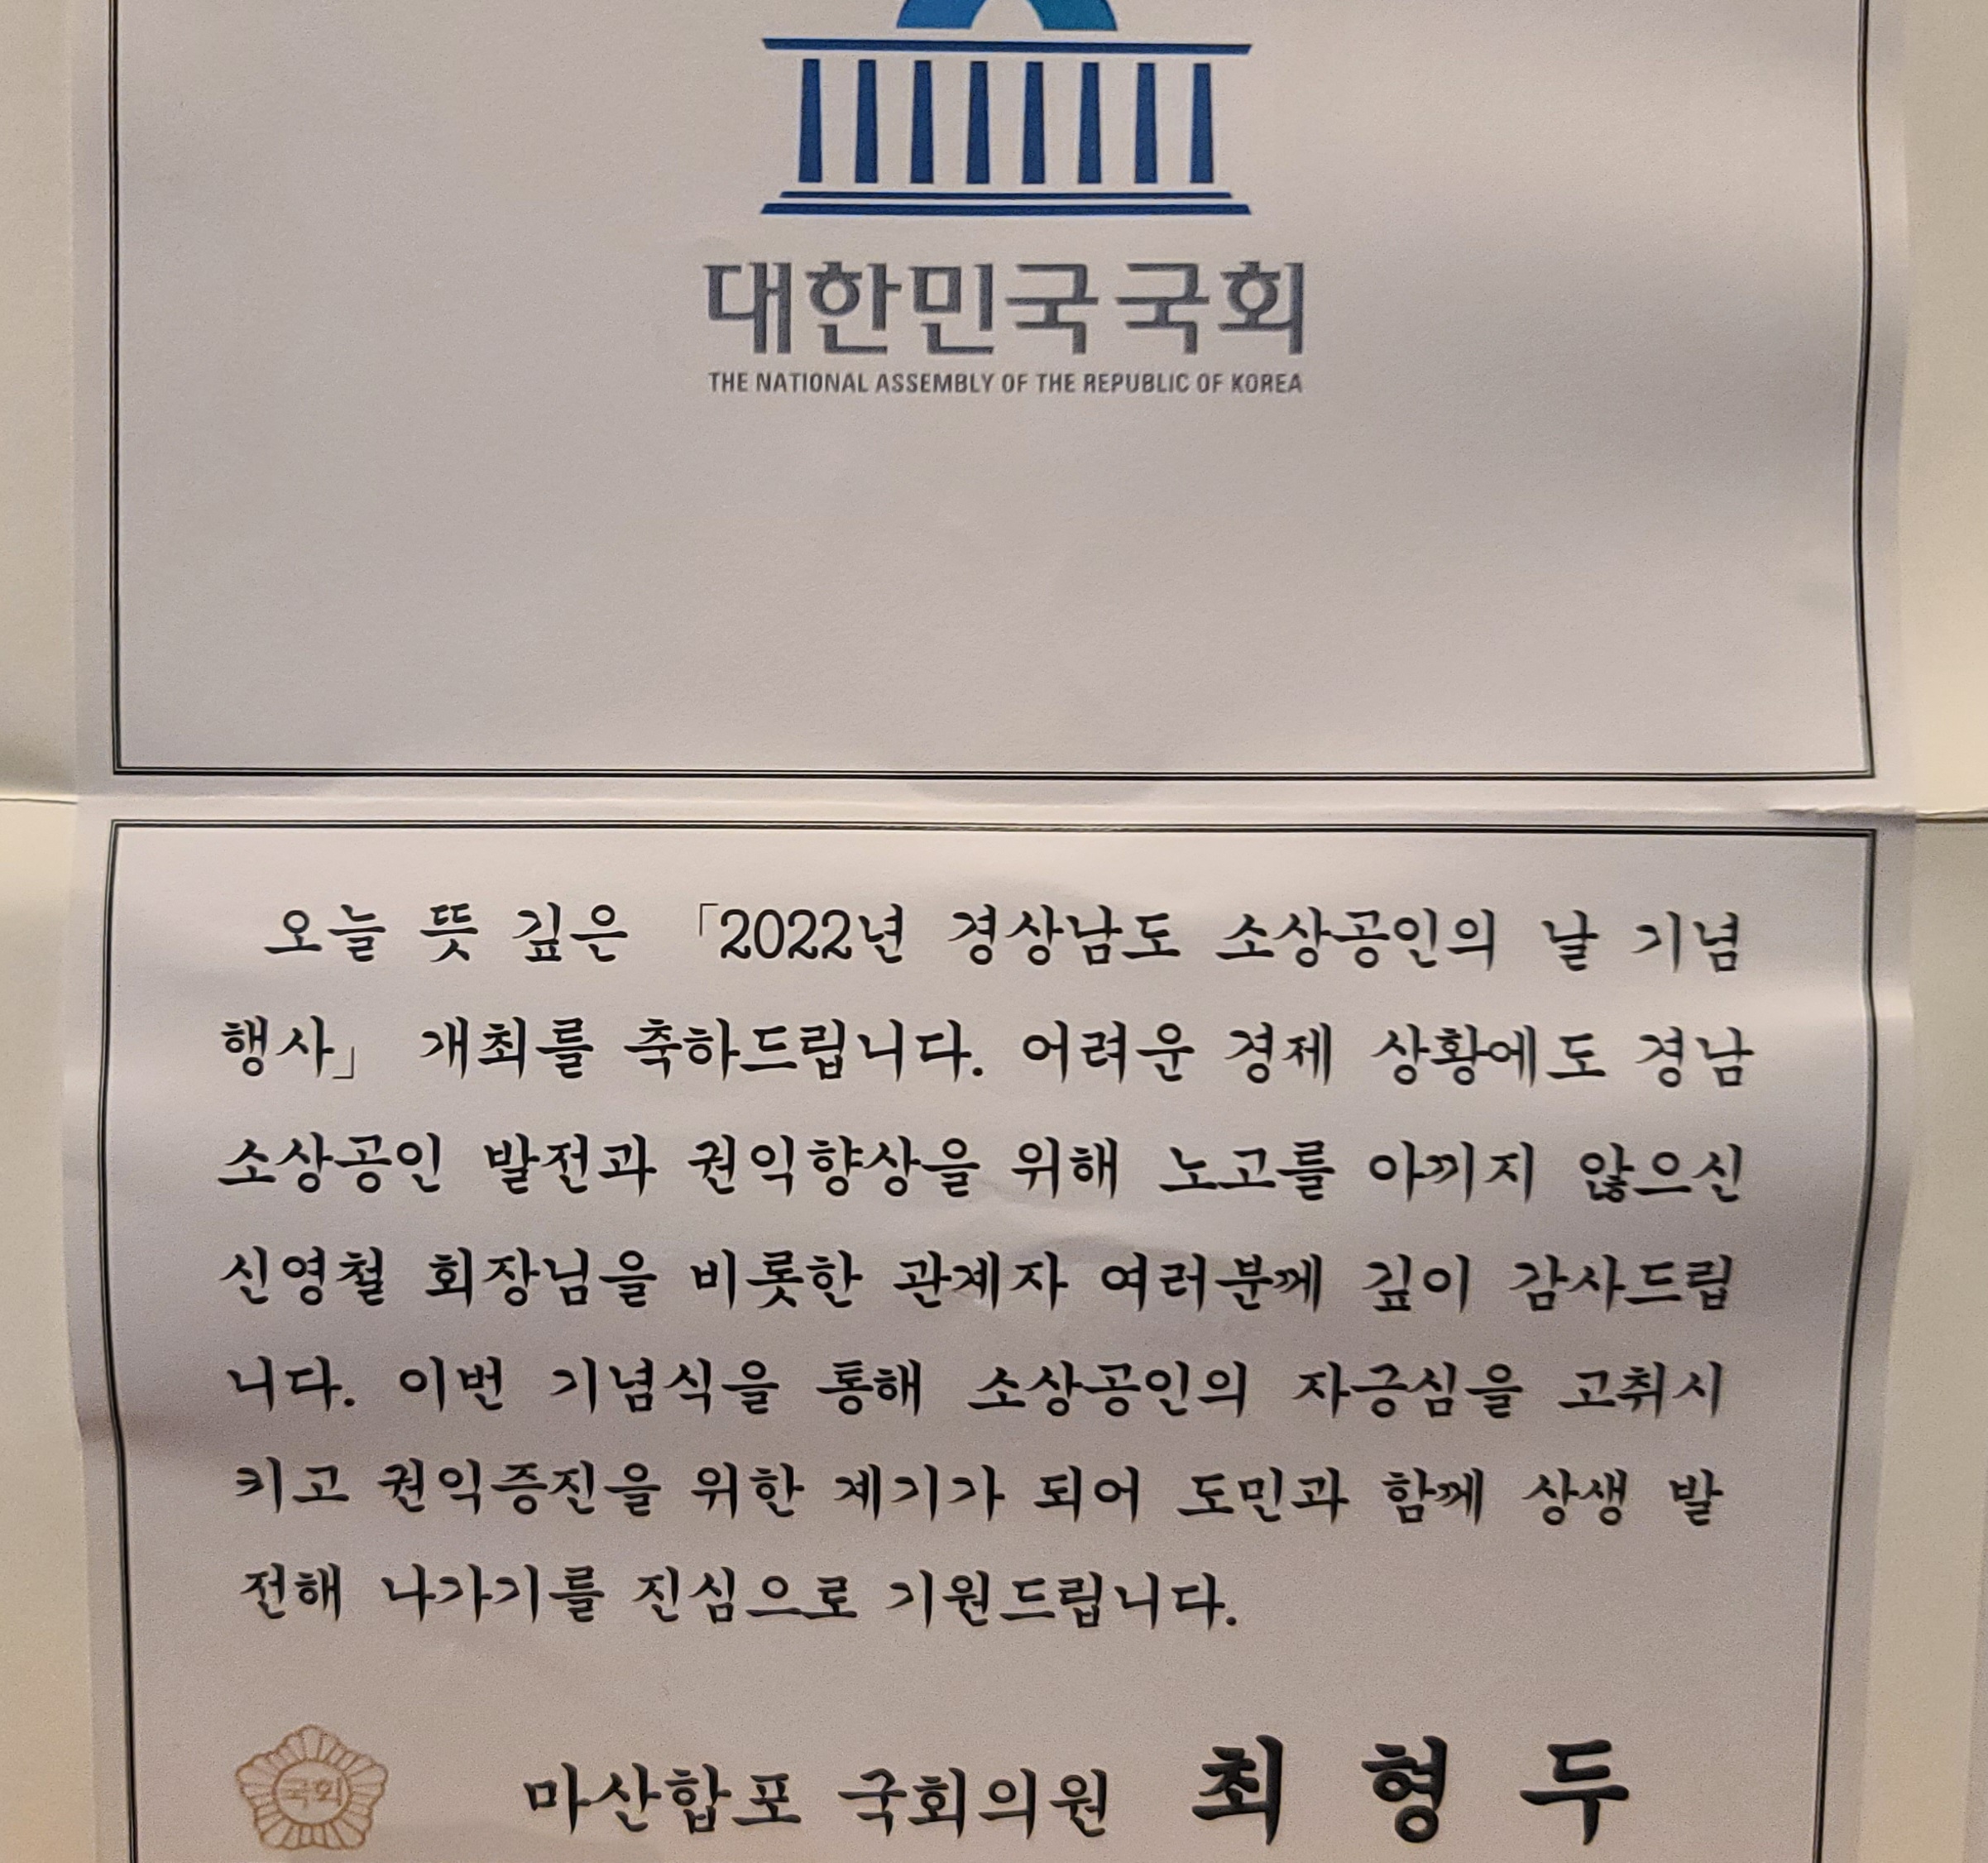 대한민국국회
THE NATIONAL ASSEMBLY OF THE REPUBLIC OF KOREA
오늘 뜻 깊은 「2022년 경상남도 소상공인의 날 기념
행사」 개최를 축하드립니다. 어려운 경제 상황에도 경남
소상공인 발전과 권익향상을 위해 노고를 아끼지 않으신
신영철 회장님을 비롯한 관계자 여러분께 깊이 감사드립
니다. 이번 기념식을 통해 소상공인의 자긍심을 고취시
키고 권익증진을 위한 계기가 되어 도민과 함께 상생 발
전해 나가기를 진심으로 기원드립니다.
국회
마산합포 국회의원 최 형 두